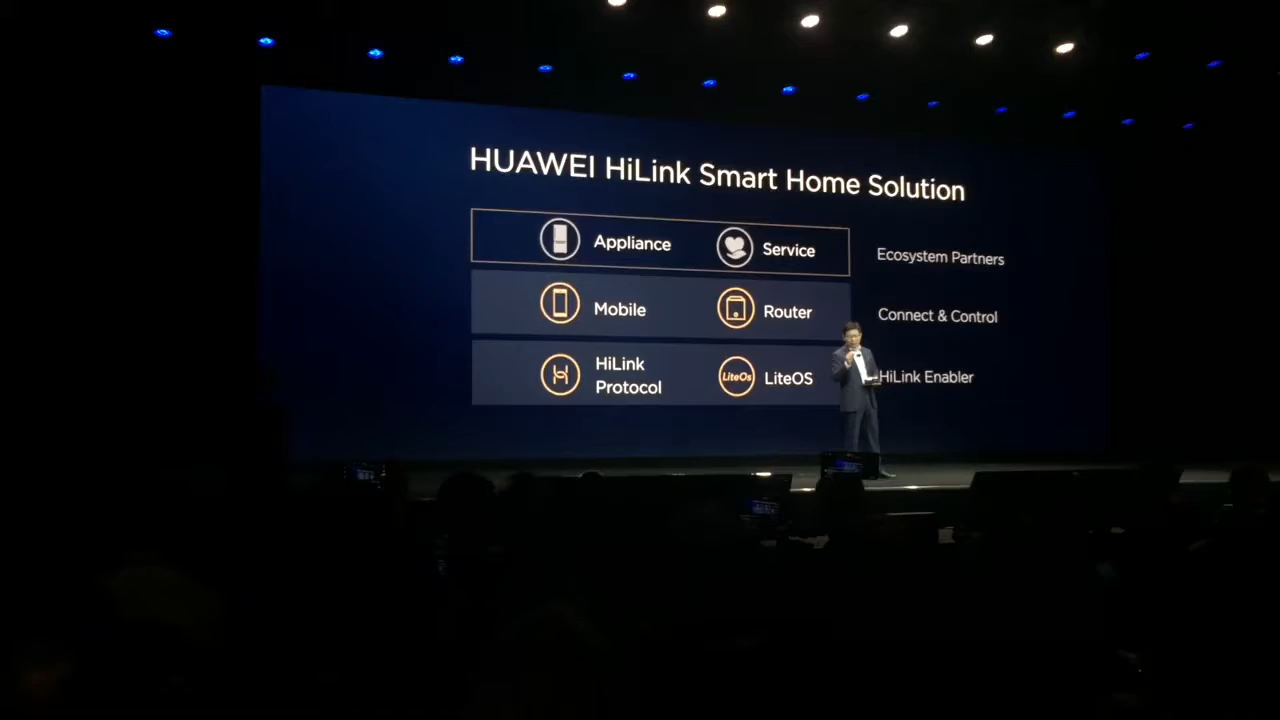 HUAWEI HiLink Smart Home Solution
Appliance
Service
Ecosystem Partners
Mobile
Router
Connect & Control
HiLink
Protocol
LiteOs
LiteOS
HiLink Enabler